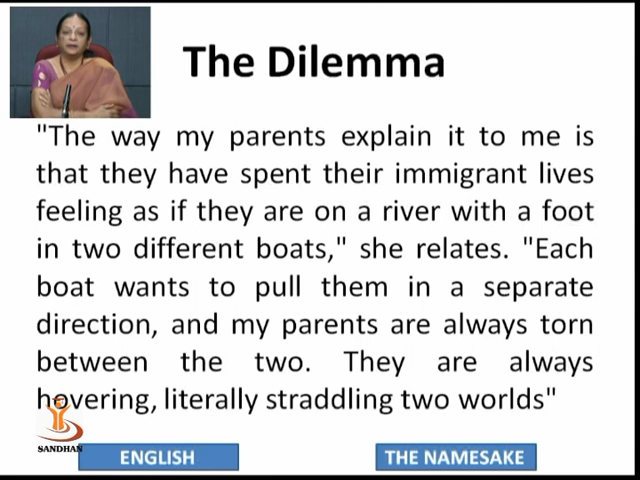 The Dilemma
"The way my parents explain it to me is
that they have spent their immigrant lives
feeling as if they are on a river with a foot
in two different boats," she relates. "Each
boat wants to pull them in a separate
direction, and my parents are always torn
between the two. They are always
hovering, literally straddling two worlds"
SANDHAN
ENGLISH
THE NAMESAKE